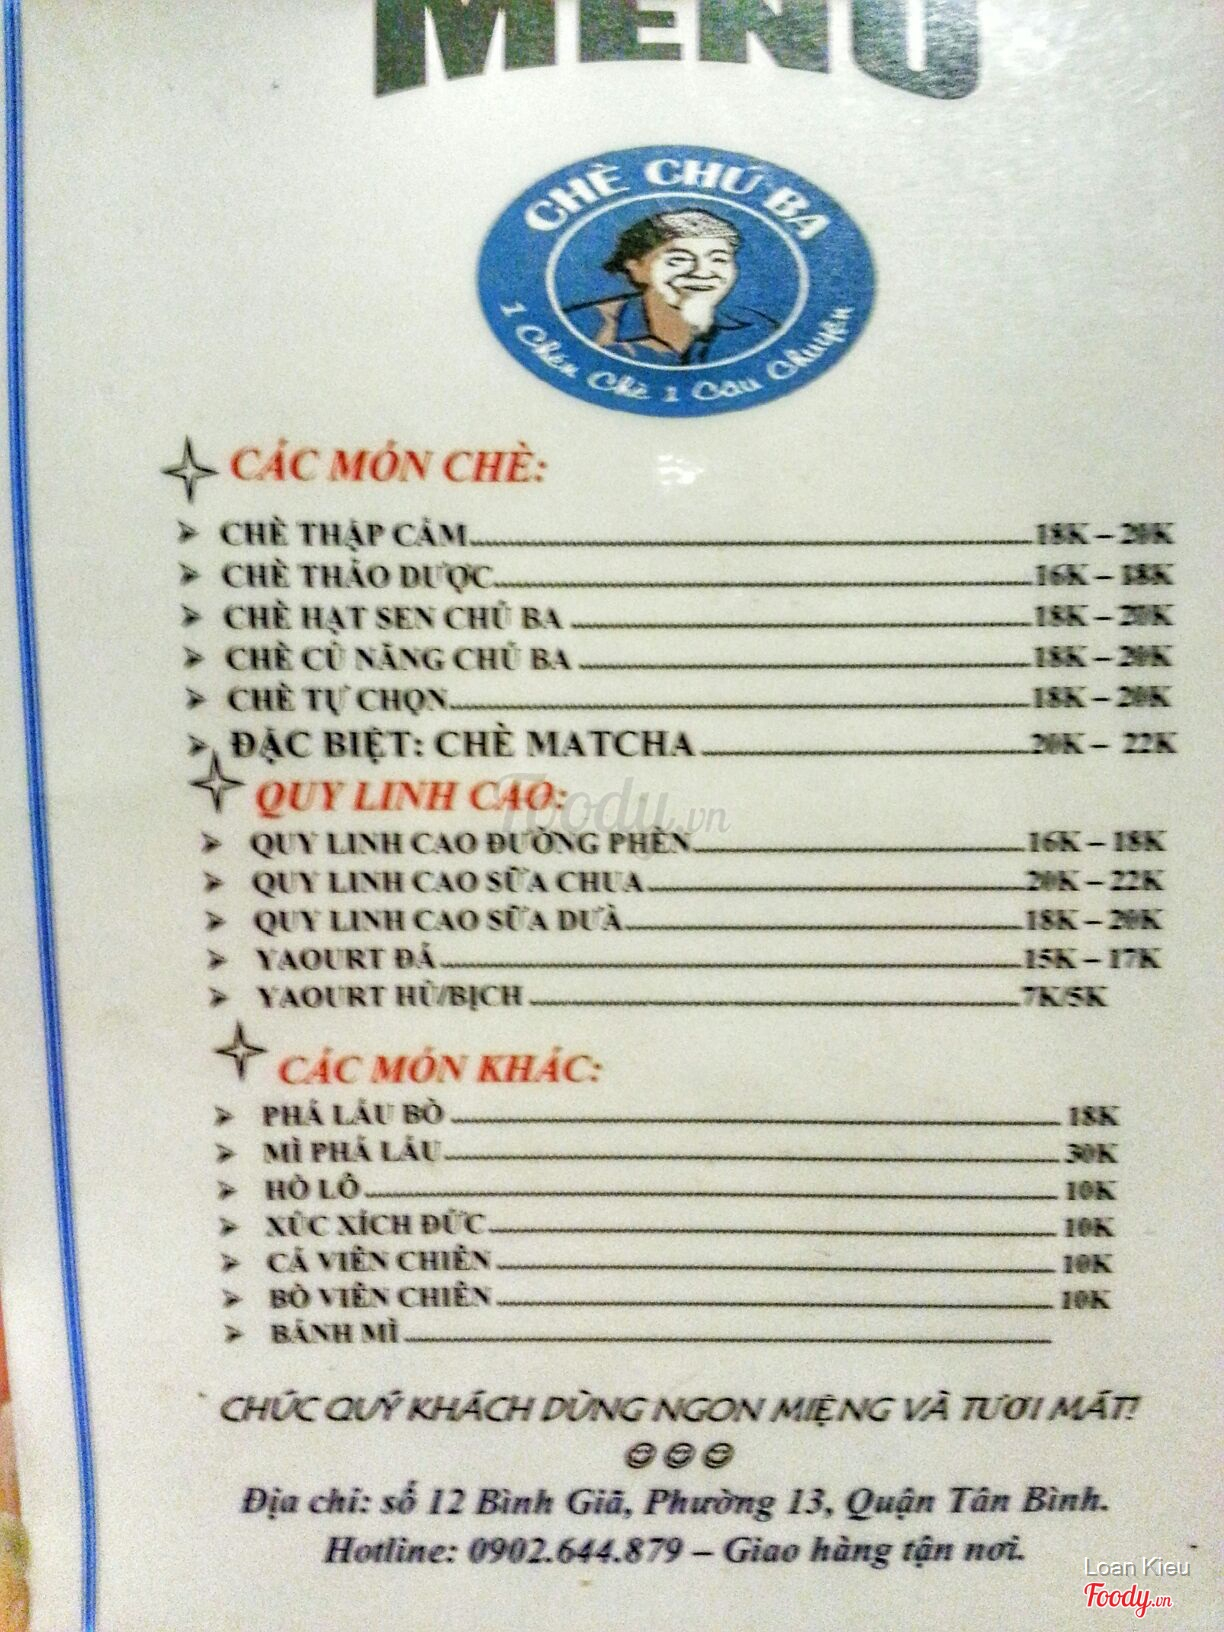 MENU
CHÈ CHÚ BA
1 Chén Chè 1 Câu Chuyện
CÁC MÓN CHÈ:
CHÈ THẬP CẨM 18K – 20K
CHÈ THẢO DƯỢC 16K – 18K
CHÈ HẠT SEN CHÚ BA 18K – 20K
CHÈ CỦ NĂNG CHÚ BA 18K – 20K
CHÈ TỰ CHỌN 18K – 20K
ĐẶC BIỆT: CHÈ MATCHA 20K – 22K
QUY LINH CAO:
QUY LINH CAO ĐƯỜNG PHÈN 16K – 18K
QUY LINH CAO SỮA CHUA 20K – 22K
QUY LINH CAO SỮA DƯÀ 18K – 20K
YAOURT ĐÁ 15K – 17K
YAOURT HỦ/BỊCH 7K/5K
CÁC MÓN KHÁC:
PHÁ LẤU BÒ 18K
MÌ PHÁ LẤU 30K
HỒ LÔ 10K
XÚC XÍCH ĐỨC 10K
CÁ VIÊN CHIÊN 10K
BÒ VIÊN CHIÊN 10K
BÁNH MÌ
CHÚC QUÝ KHÁCH DÙNG NGON MIỆNG VÀ TƯƠI MÁT!
☺☺☺
Địa chỉ: số 12 Bình Giã, Phường 13, Quận Tân Bình.
Hotline: 0902.644.879 – Giao hàng tận nơi.
Foody.vn
Loan Kieu
Foody.vn